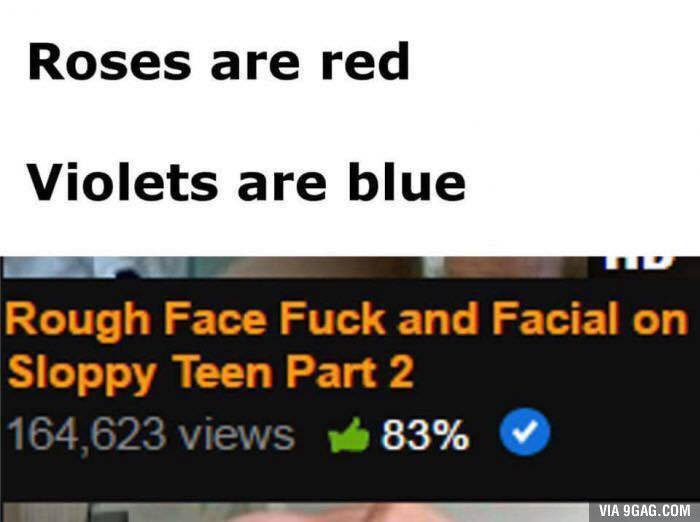 Roses are red
Violets are blue
Rough Face Fuck and Facial on
Sloppy Teen Part 2
164,623 views 83%
VIA 9GAG.COM